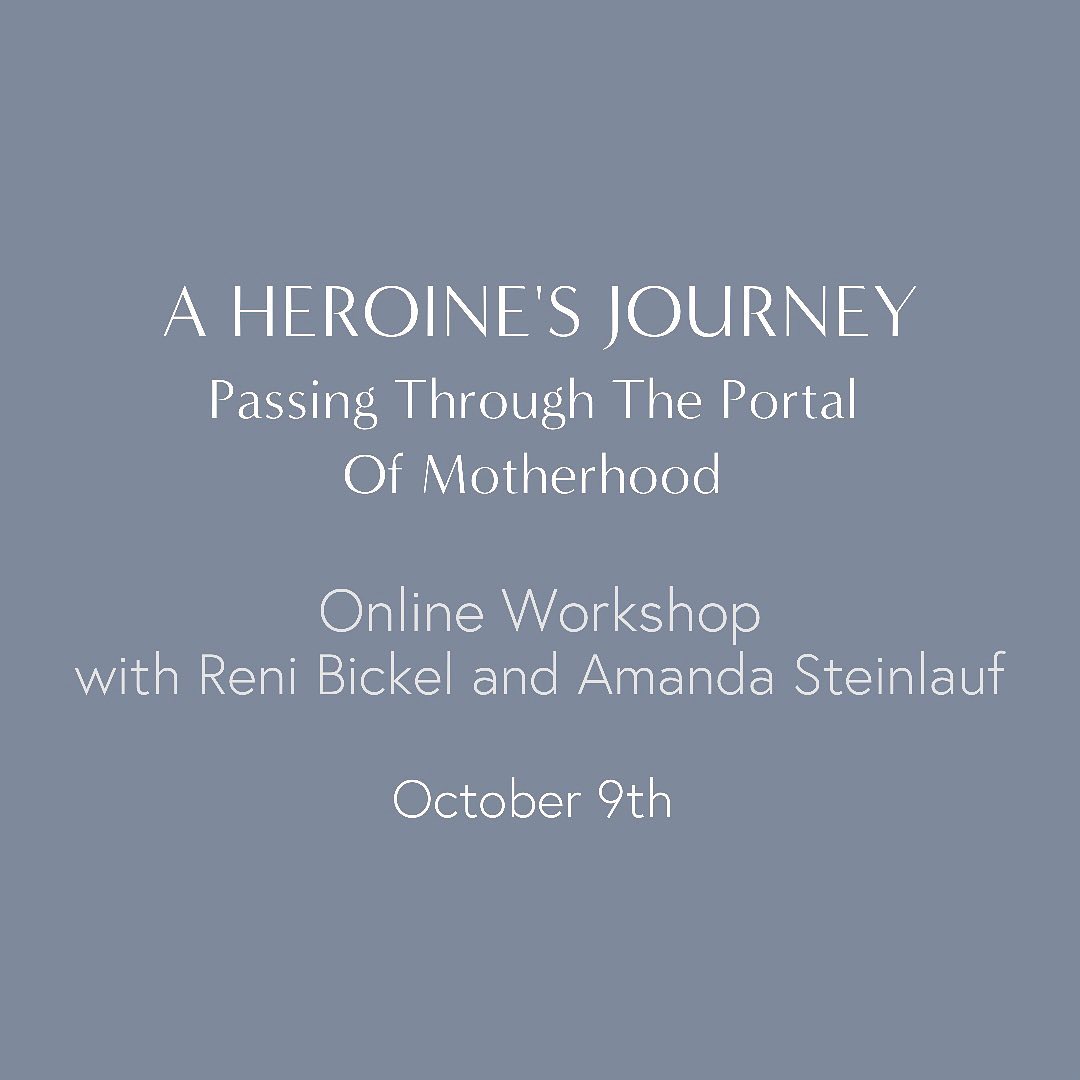 A HEROINE'S JOURNEY
Passing Through The Portal
Of Motherhood
Online Workshop
with Reni Bickel and Amanda Steinlauf
October 9th